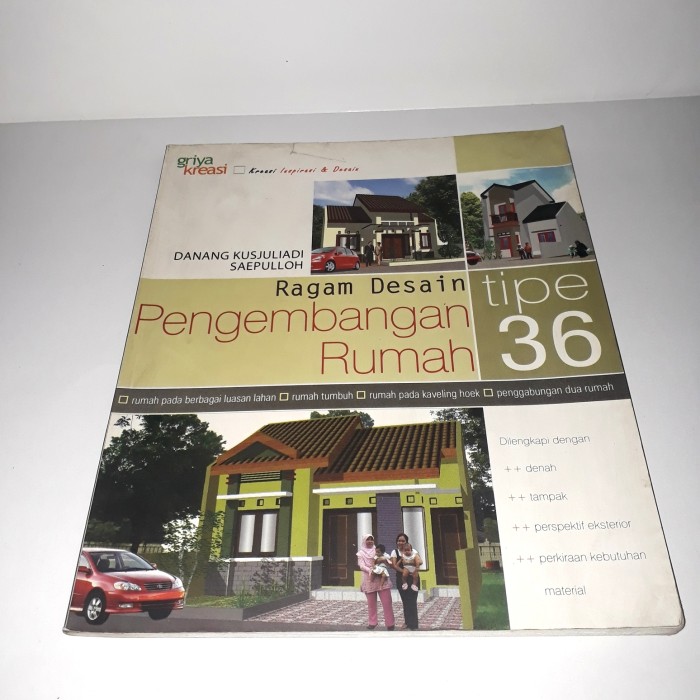 griya
kreasi
Kreasi Inspirasi & Desain
DANANG KUSJULIADI
SAEPULLOH
Ragam Desain
Pengembangan
Rumah
tipe
36
rumah pada berbagai luasan lahan rumah tumbuh rumah pada kaveling hoek penggabungan dua rumah
Dilengkapi dengan
++ denah
++ tampak
++ perspektif eksterior
++ perkiraan kebutuhan
material